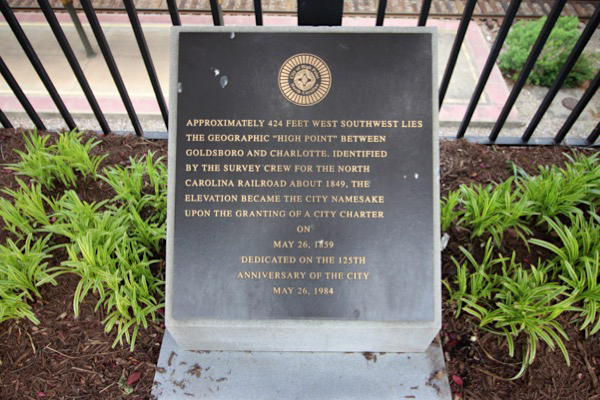 APPROXIMATELY 424 FEET WEST SOUTHWEST LIES
THE GEOGRAPHIC "HIGH POINT" BETWEEN
GOLDSBORO AND CHARLOTTE. IDENTIFIED
BY THE SURVEY CREW FOR THE NORTH
CAROLINA RAILROAD ABOUT 1849, THE
ELEVATION BECAME THE CITY NAMESAKE
UPON THE GRANTING OF A CITY CHARTER
ON
MAY 26, 1859
DEDICATED ON THE 125TH
ANNIVERSARY OF THE CITY
MAY 26, 1984